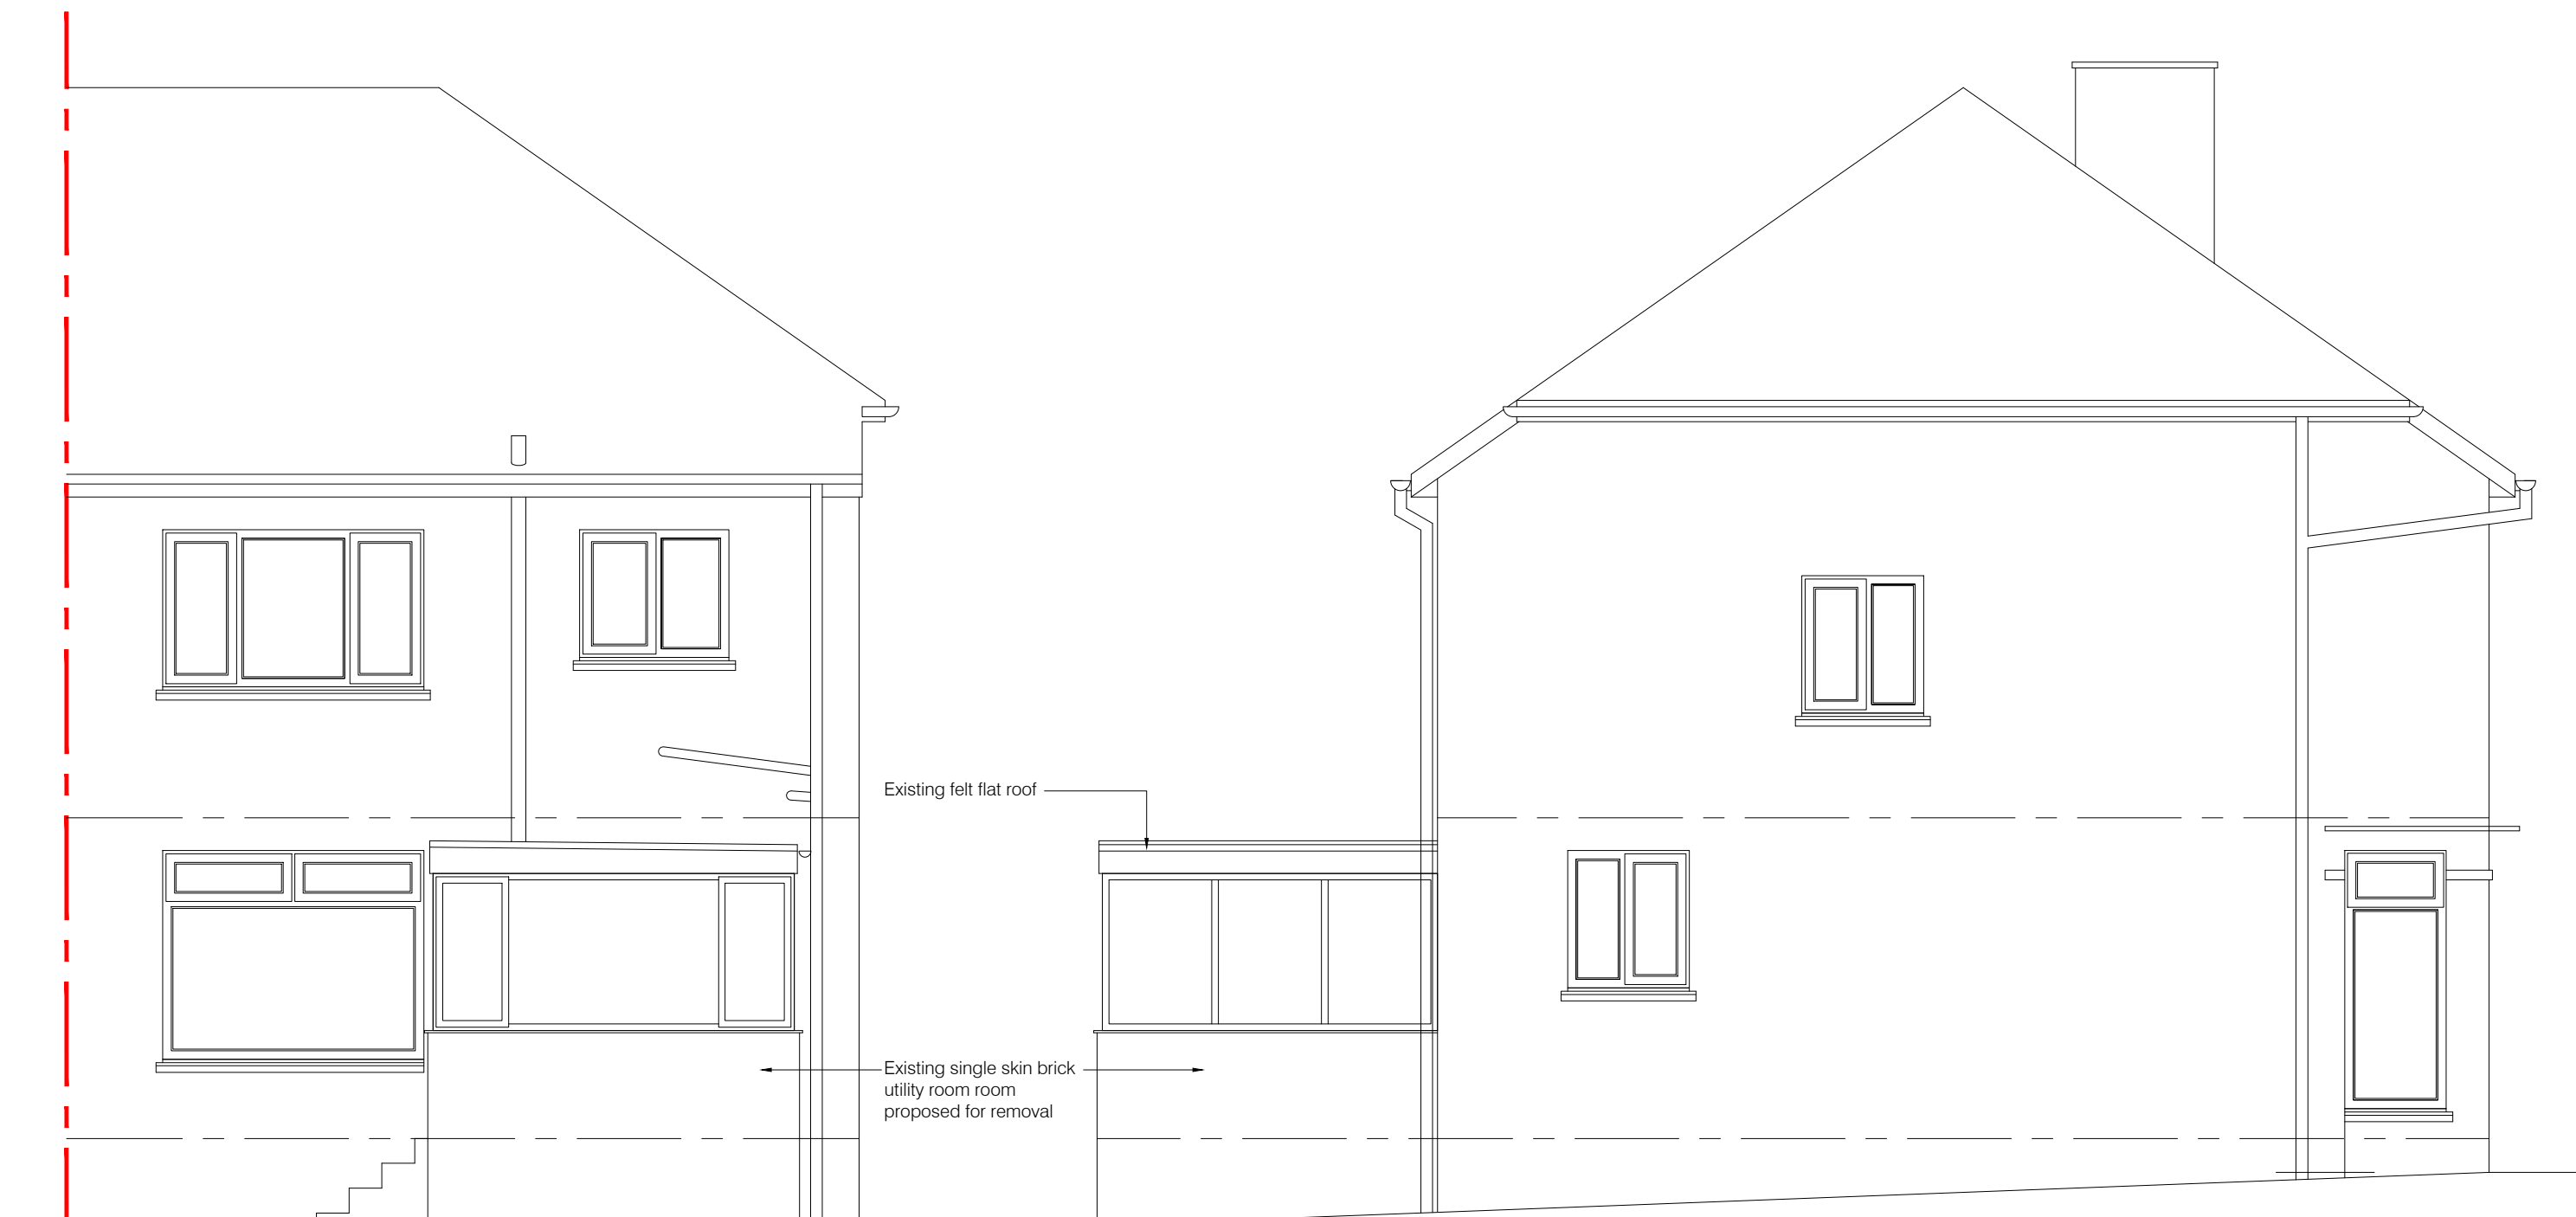 Existing felt flat roof
Existing single skin brick
utility room room
proposed for removal